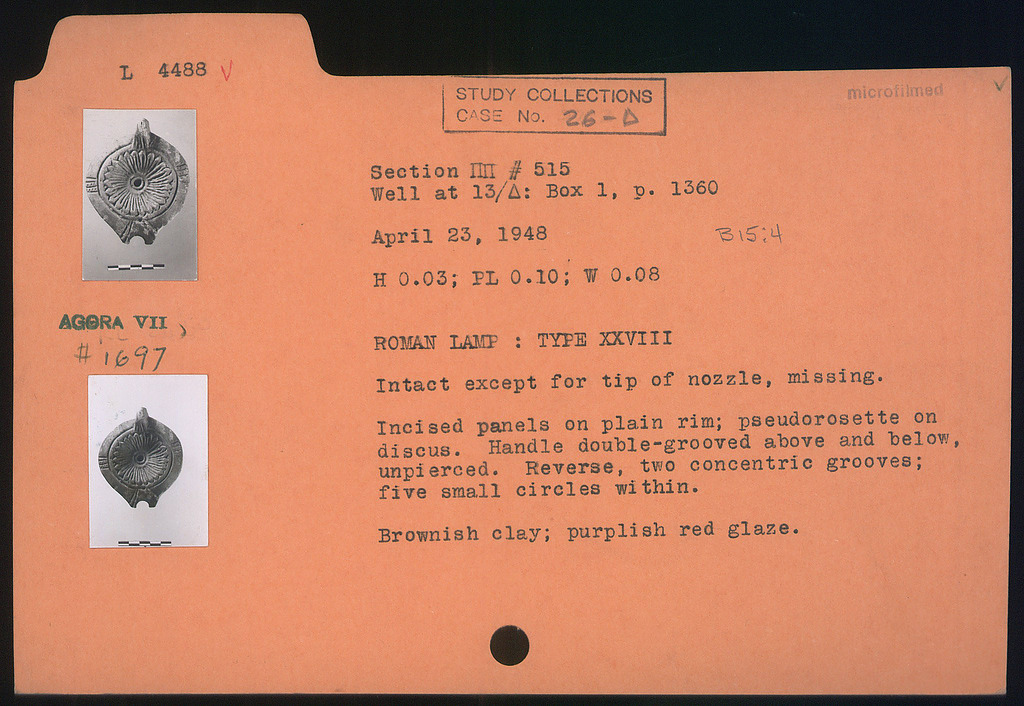 L 4488 √
STUDY COLLECTIONS
CASE No. 26-Δ
microfilmed
Section ΠΠ # 515
Well at 13/Δ: Box 1, p. 1360
April 23, 1948
B15:4
H 0.03; PL 0.10; W 0.08
AGORA VII
# 1697
ROMAN LAMP : TYPE XXVIII
Intact except for tip of nozzle, missing.
Incised panels on plain rim; pseudorosette on
discus. Handle double-grooved above and below,
unpierced. Reverse, two concentric grooves;
five small circles within.
Brownish clay; purplish red glaze.